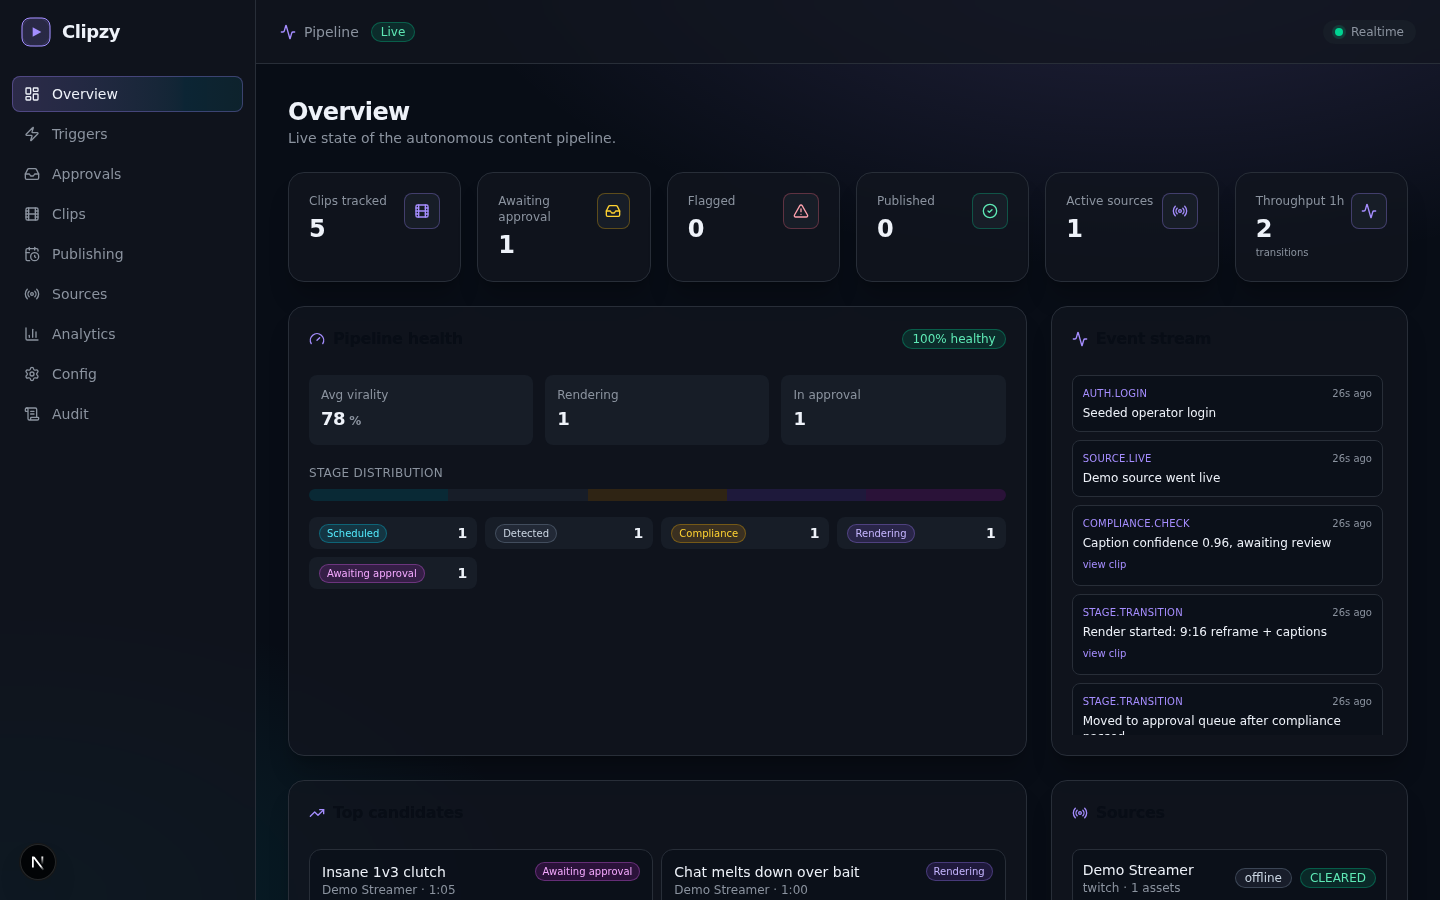 Clipzy
Pipeline
Live
Realtime
Overview
Triggers
Approvals
Clips
Publishing
Sources
Analytics
Config
Audit
Overview
Live state of the autonomous content pipeline.
Clips tracked
5
Awaiting
approval
1
Flagged
0
Published
0
Active sources
1
Throughput 1h
2
transitions
Pipeline health
100% healthy
Avg virality
78 %
Rendering
1
In approval
1
STAGE DISTRIBUTION
Scheduled 1
Detected 1
Compliance 1
Rendering 1
Awaiting approval 1
Event stream
AUTH.LOGIN 26s ago
Seeded operator login
SOURCE.LIVE 26s ago
Demo source went live
COMPLIANCE.CHECK 26s ago
Caption confidence 0.96, awaiting review
view clip
STAGE.TRANSITION 26s ago
Render started: 9:16 reframe + captions
view clip
STAGE.TRANSITION 26s ago
Moved to approval queue after compliance
Top candidates
Insane 1v3 clutch
Awaiting approval
Demo Streamer · 1:05
Chat melts down over bait
Rendering
Demo Streamer · 1:00
Sources
Demo Streamer
twitch · 1 assets
offline
CLEARED
N